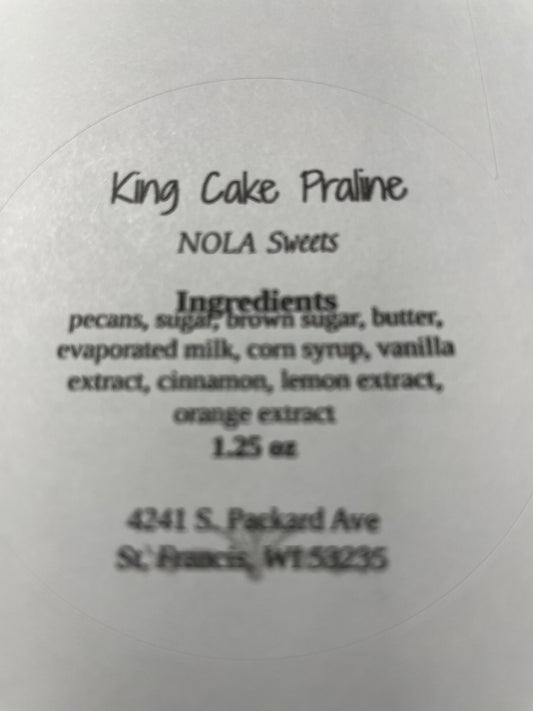 King Cake Praline
NOLA Sweets
Ingredients
pecans, sugar, brown sugar, butter,
evaporated milk, corn syrup, vanilla
extract, cinnamon, lemon extract,
orange extract
1.25 oz
4241 S. Packard Ave
St. Francis, WI 53235